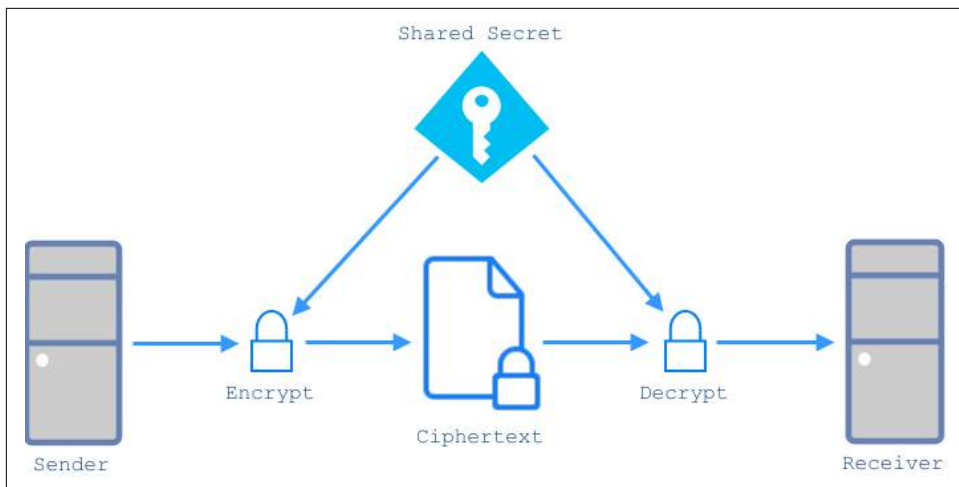 Shared Secret
Encrypt
Decrypt
Ciphertext
Sender
Receiver